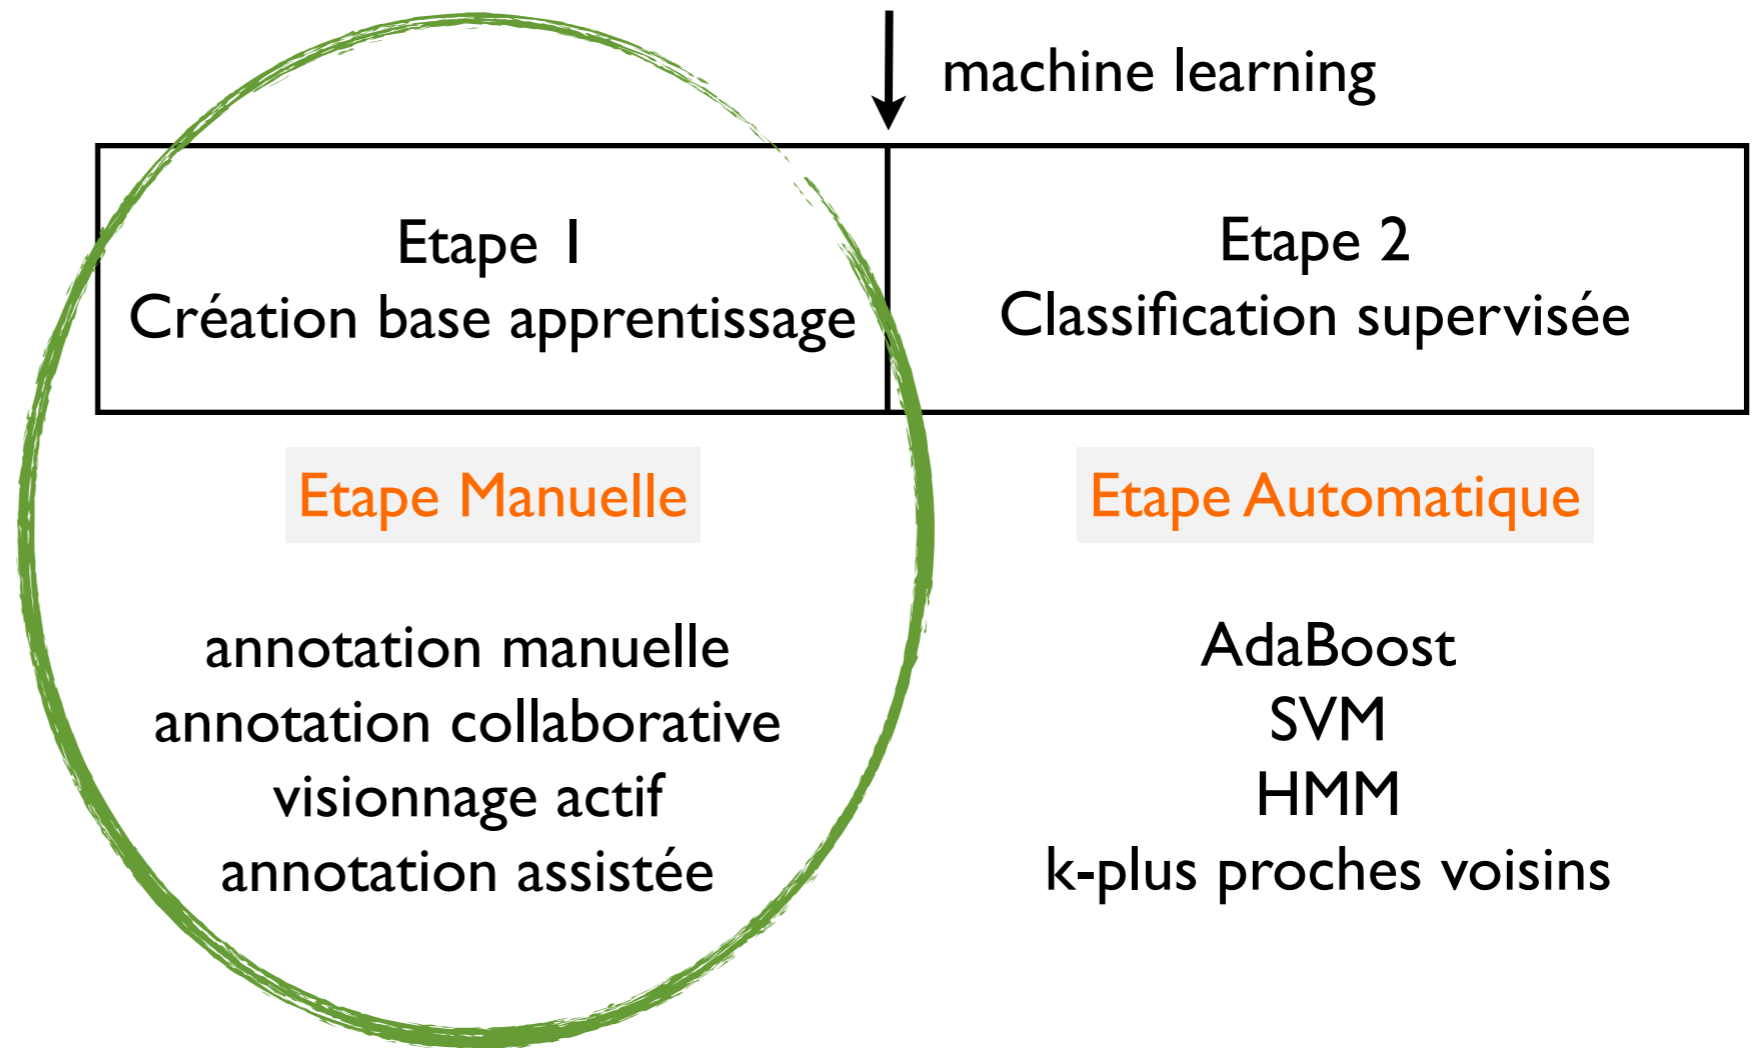 machine learning
Etape 1
Création base apprentissage
Etape 2
Classification supervisée
Etape Manuelle
Etape Automatique
annotation manuelle
annotation collaborative
visionnage actif
annotation assistée
AdaBoost
SVM
HMM
k-plus proches voisins